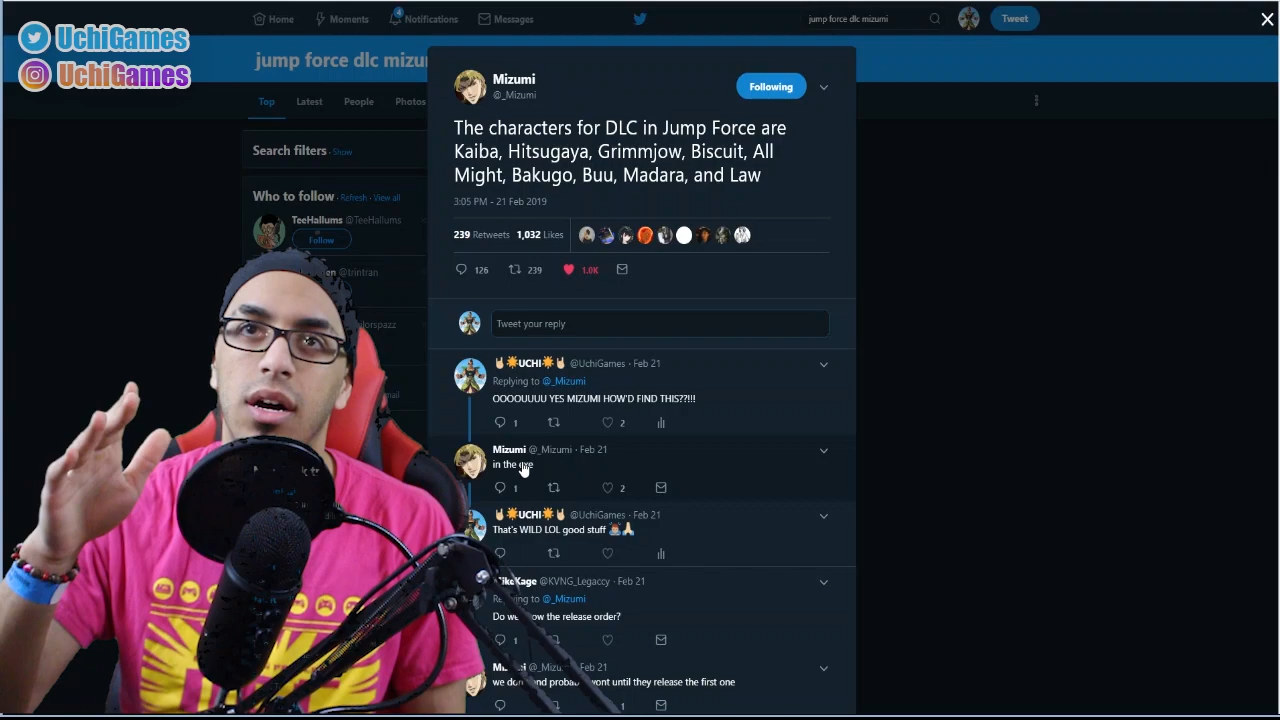 Home
Moments
4
Notifications
Messages
jump force dlc mizumi
Tweet
UchiGames
UchiGames
jump force dlc mizu
Top
Latest
People
Photos
Search filters · Show
Who to follow · Refresh · View all
TeeHallums @TeeHallums
Follow
@trintran
Mizumi
@_Mizumi
Following
The characters for DLC in Jump Force are
Kaiba, Hitsugaya, Grimmjow, Biscuit, All
Might, Bakugo, Buu, Madara, and Law
3:05 PM - 21 Feb 2019
239 Retweets 1,032 Likes
126 239 1.0K
Tweet your reply
UCHI @UchiGames · Feb 21
Replying to @_Mizumi
OOOOUUUU YES MIZUMI HOW'D FIND THIS??!!!
1 2
Mizumi @_Mizumi · Feb 21
in the
1 2
UCHI @UchiGames · Feb 21
That's WILD LOL good stuff
@KVNG_Legaccy · Feb 21
to @_Mizumi
Do the release order?
1
Feb 21
wont until they release the first one
1